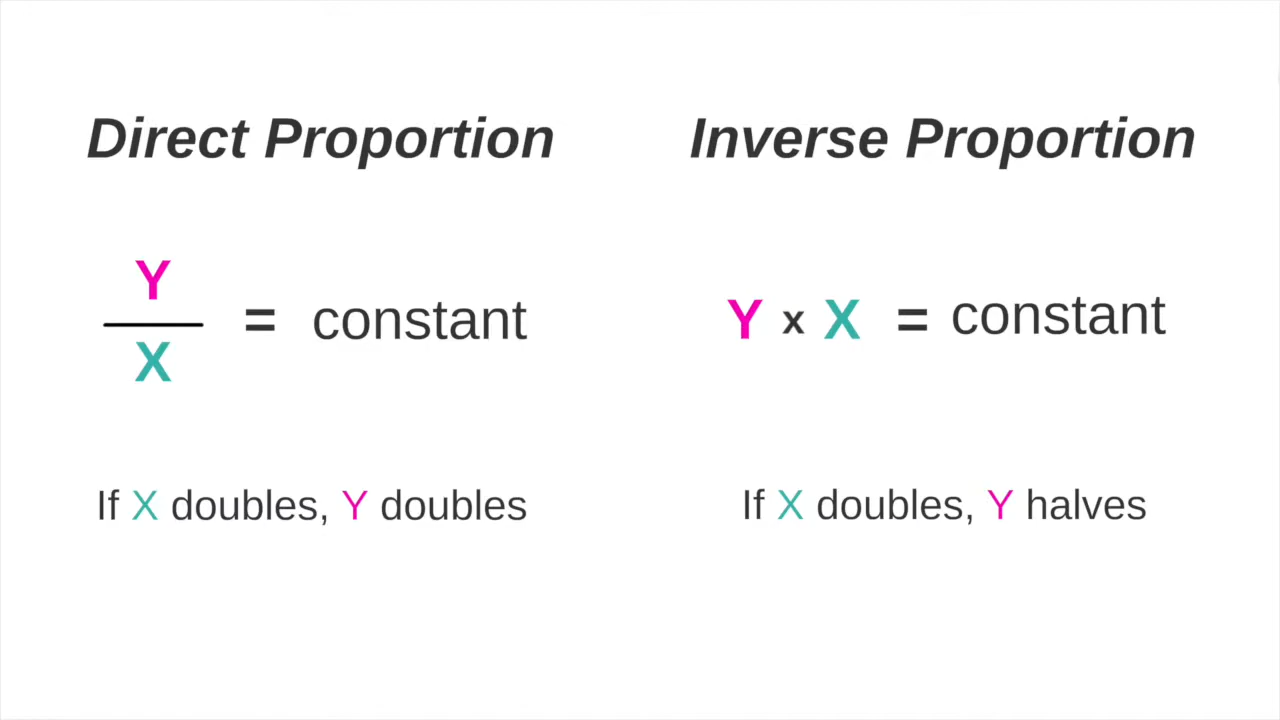 Direct Proportion
Y
X
= constant
If X doubles, Y doubles
Inverse Proportion
Y x X = constant
If X doubles, Y halves